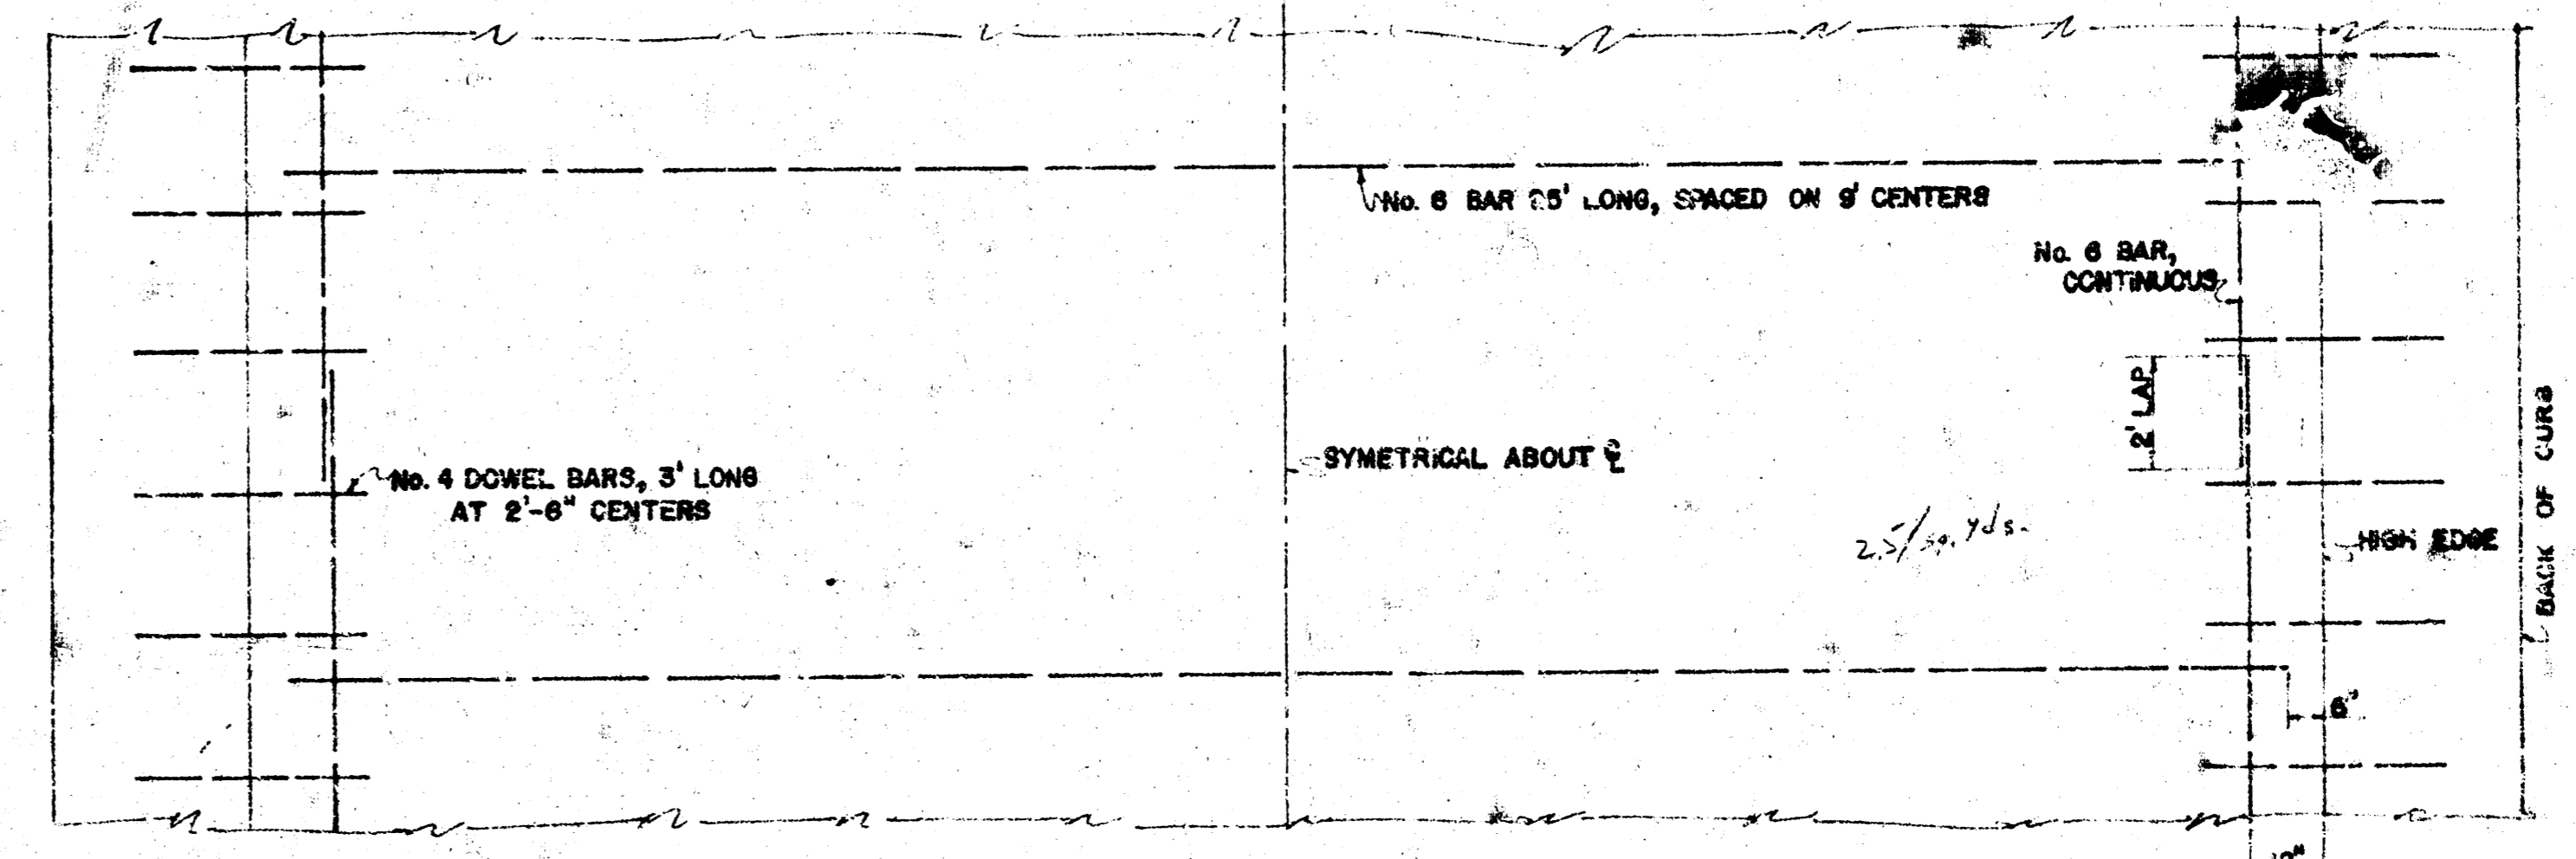 No. 6 BAR 25' LONG, SPACED ON 9' CENTERS
No. 6 BAR,
CONTINUOUS
2' LAP
No. 4 DOWEL BARS, 3' LONG
AT 2'-6" CENTERS
SYMETRICAL ABOUT ℄
2.5/sq. yds.
HIGH EDGE
BACK OF CURB
6"